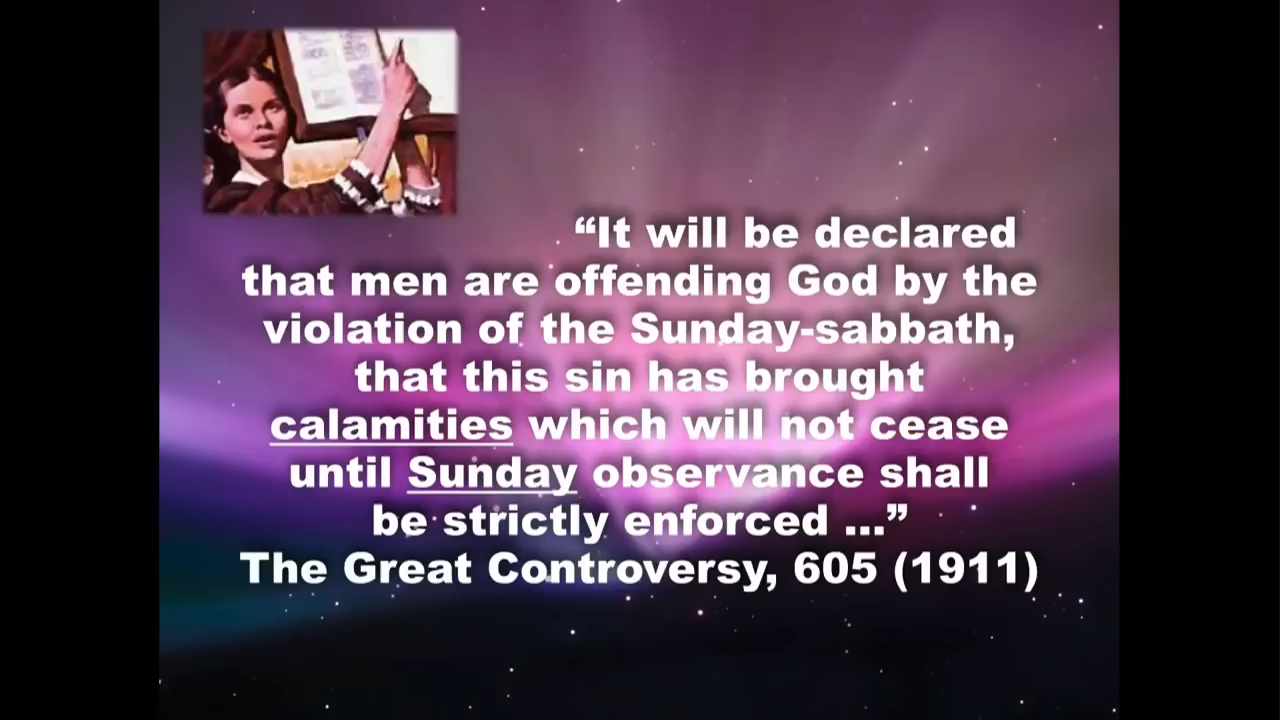 “It will be declared
that men are offending God by the
violation of the Sunday-sabbath,
that this sin has brought
calamities which will not cease
until Sunday observance shall
be strictly enforced ...”
The Great Controversy, 605 (1911)